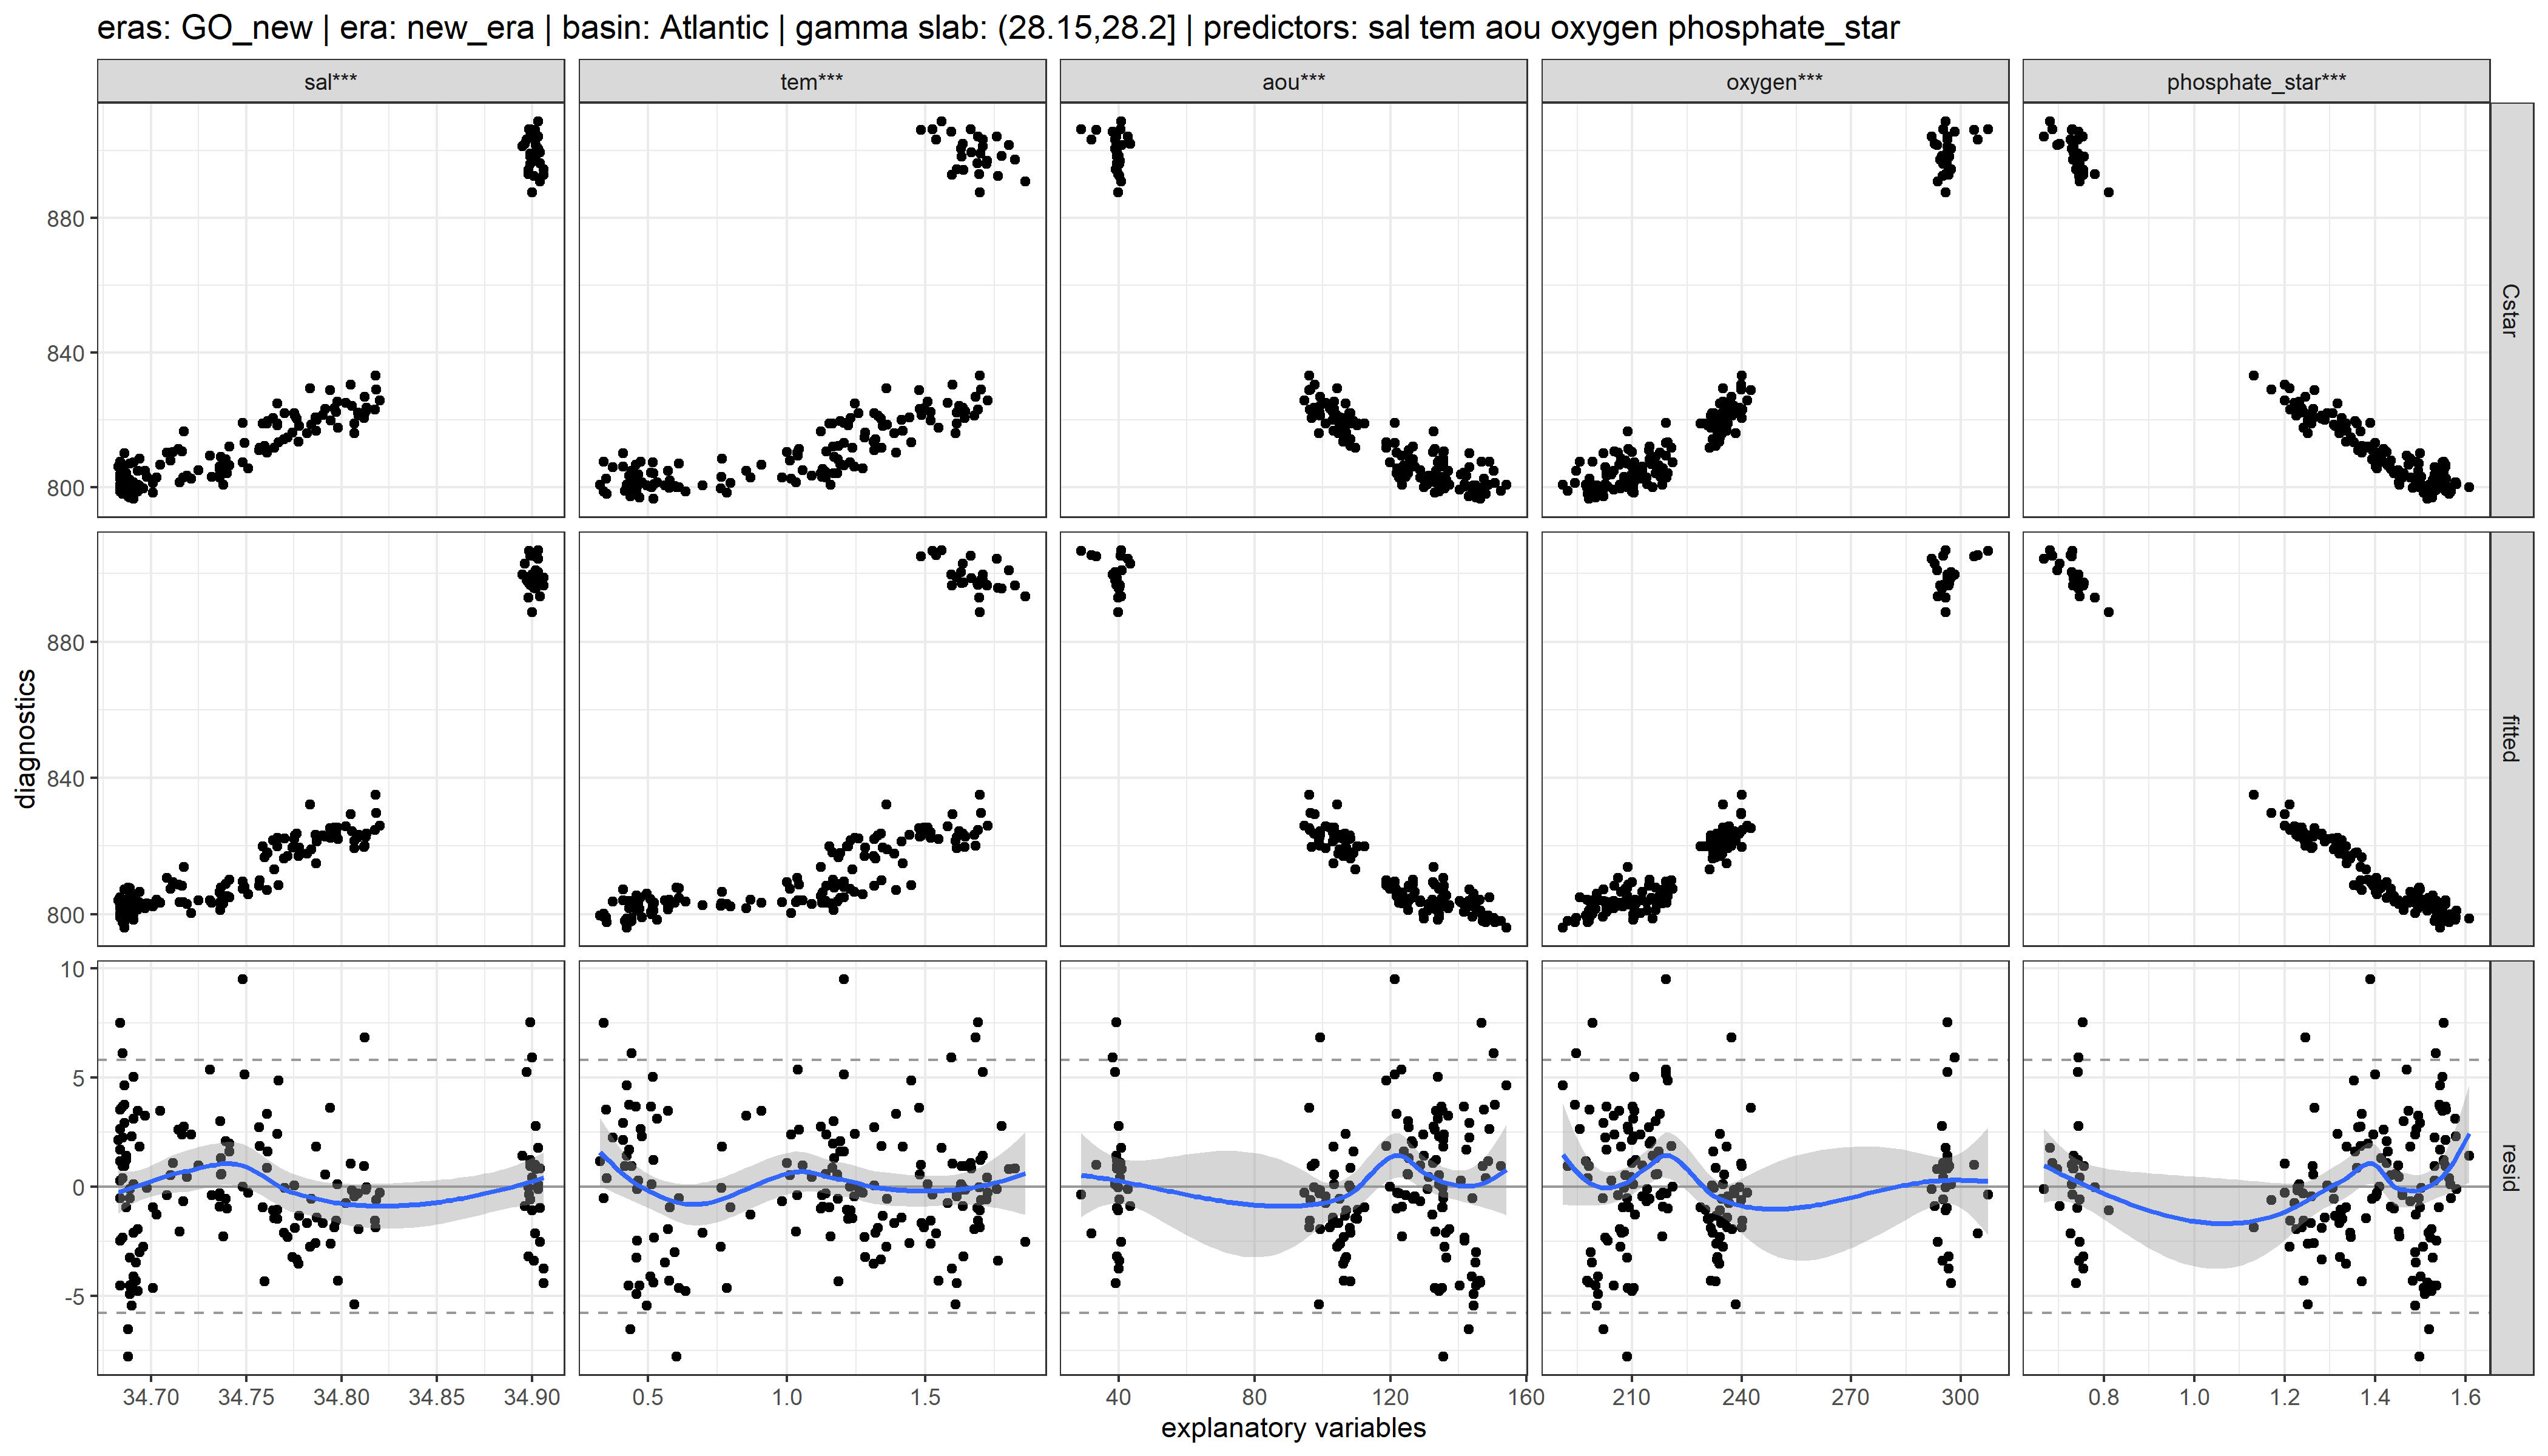 eras: GO_new | era: new_era | basin: Atlantic | gamma slab: (28.15,28.2] | predictors: sal tem aou oxygen phosphate_star
sal*** tem*** aou*** oxygen*** phosphate_star***
880
840
800
Cstar
880
840
800
fitted
diagnostics
10
5
0
-5
resid
34.70 34.75 34.80 34.85 34.90 0.5 1.0 1.5 40 80 120 160 210 240 270 300 0.8 1.0 1.2 1.4 1.6
explanatory variables